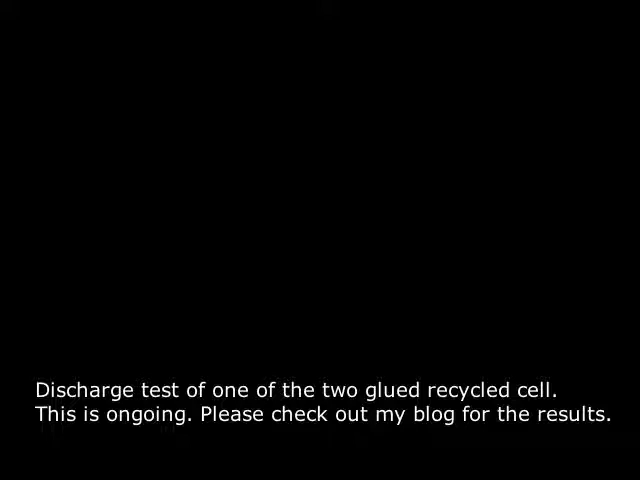 Discharge test of one of the two glued recycled cell.
This is ongoing. Please check out my blog for the results.